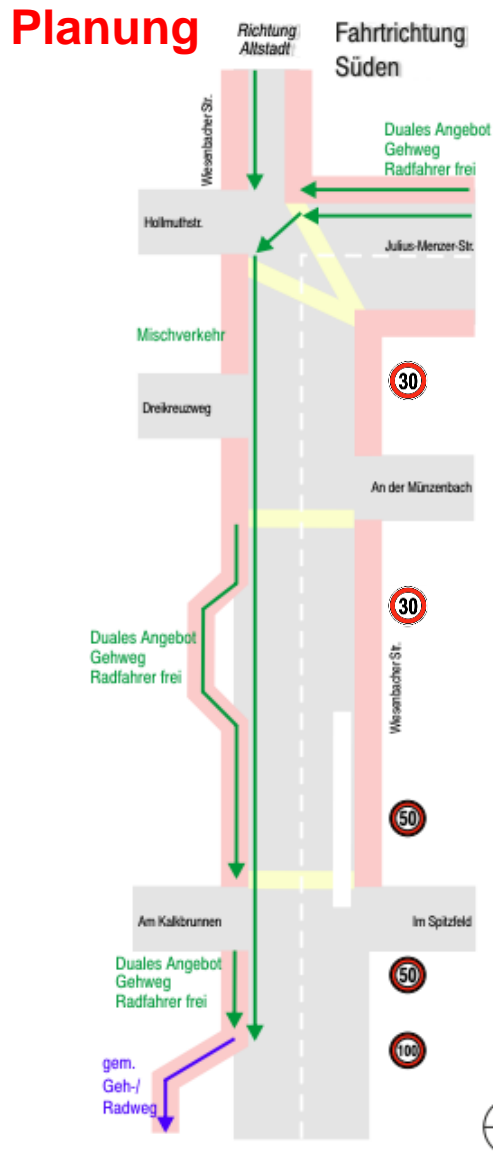 Planung
Richtung
Altstadt
Fahrtrichtung
Süden
Wiesenbacher Str.
Duales Angebot
Gehweg
Radfahrer frei
Hollmuthstr.
Julius-Menzer-Str.
Mischverkehr
30
Dreikreuzweg
An der Münzenbach
30
Duales Angebot
Gehweg
Radfahrer frei
Wiesenbacher Str.
50
Am Kalkbrunnen
Im Spitzfeld
Duales Angebot
Gehweg
Radfahrer frei
50
100
gem.
Geh-/
Radweg